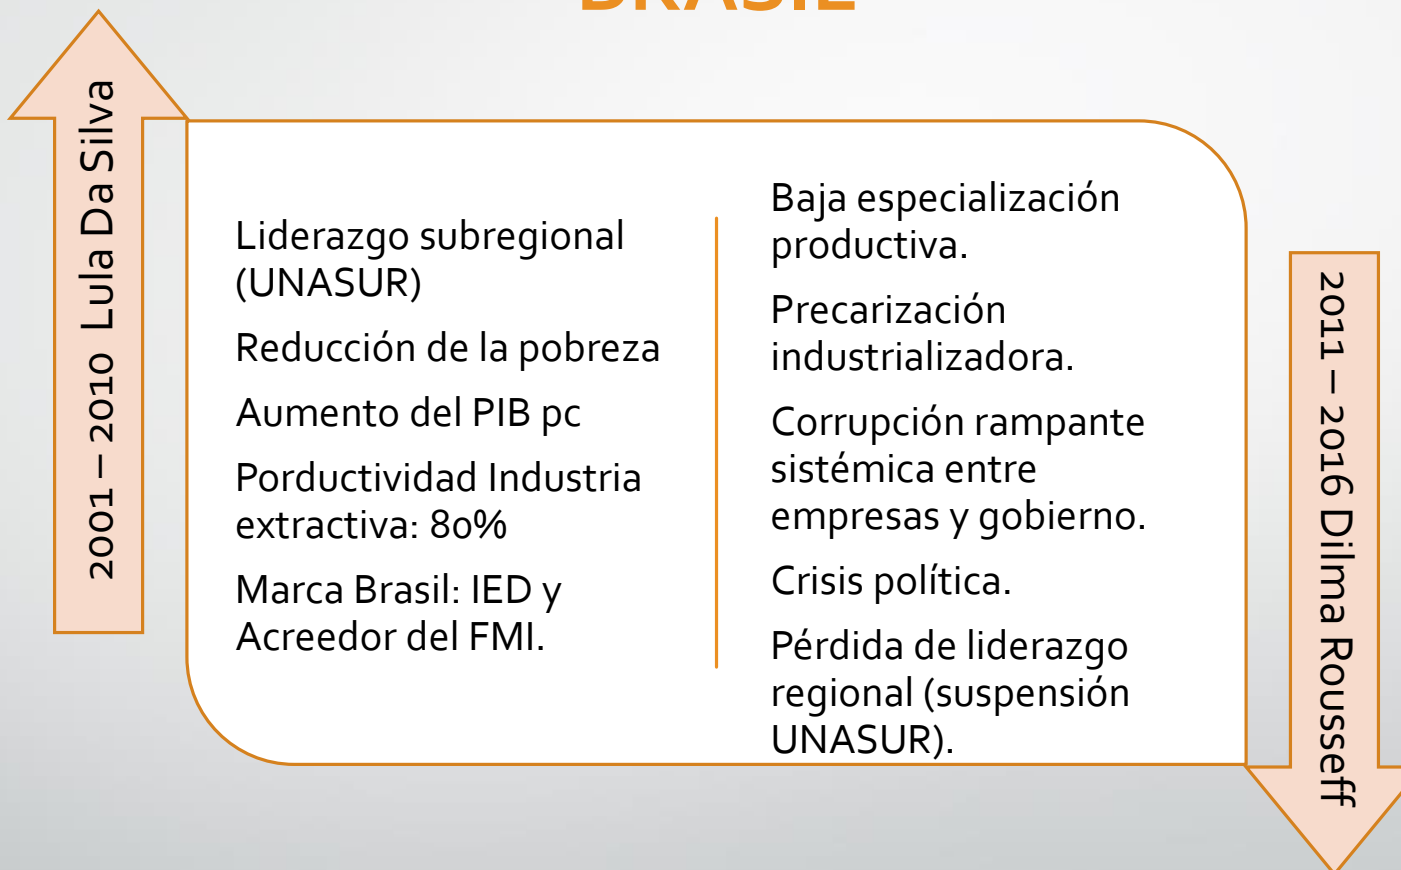 BRASIL
2001 – 2010 Lula Da Silva
Liderazgo subregional
(UNASUR)
Reducción de la pobreza
Aumento del PIB pc
Porductividad Industria
extractiva: 80%
Marca Brasil: IED y
Acreedor del FMI.
Baja especialización
productiva.
Precarización
industrializadora.
Corrupción rampante
sistémica entre
empresas y gobierno.
Crisis política.
Pérdida de liderazgo
regional (suspensión
UNASUR).
2011 – 2016 Dilma Rousseff